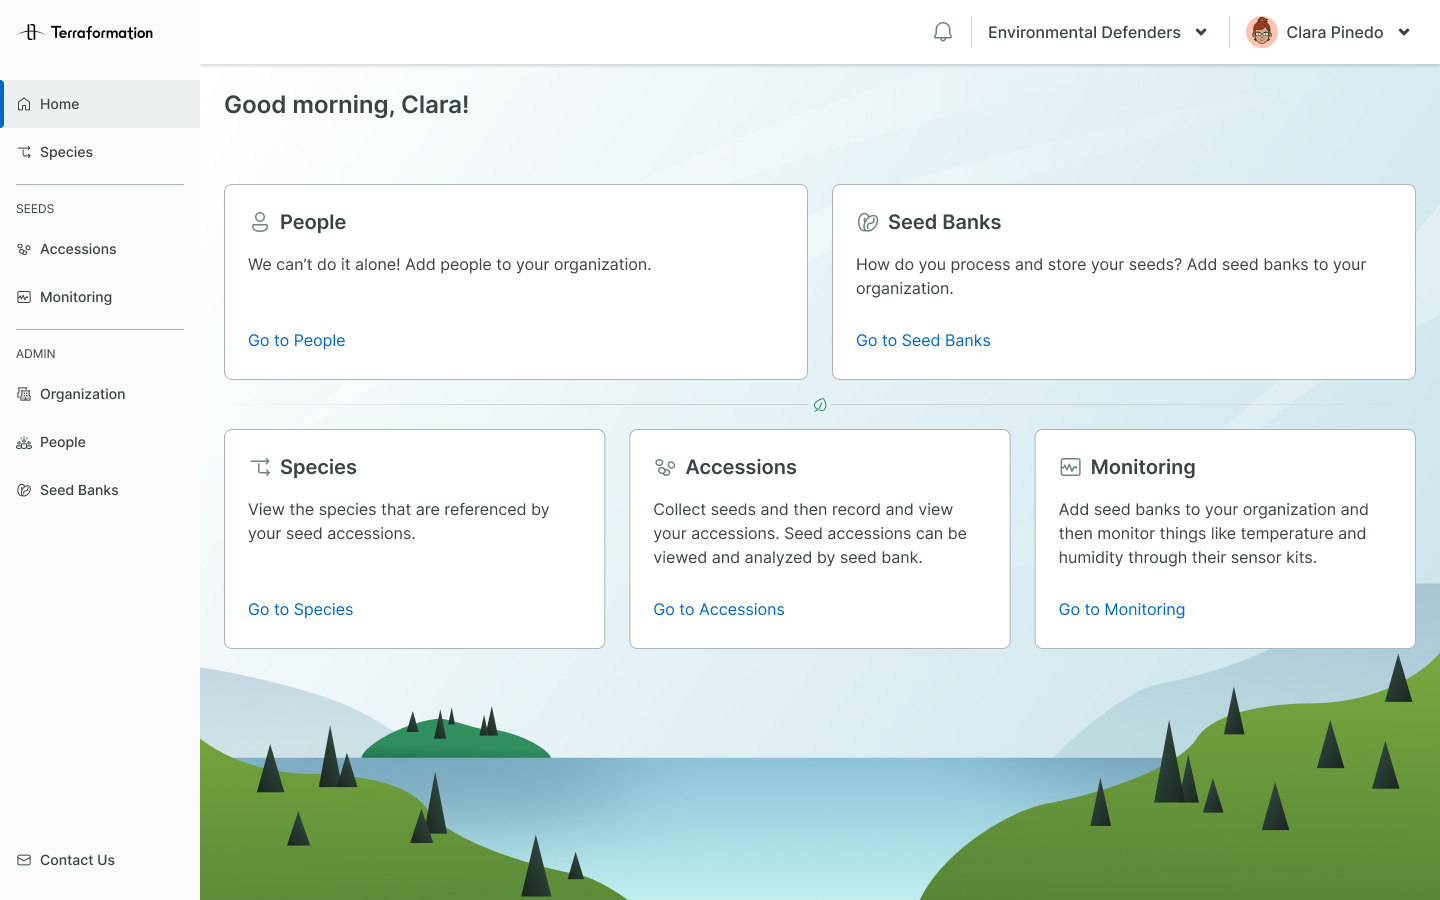 Terraformation
Environmental Defenders
Clara Pinedo
Home
Species
SEEDS
Accessions
Monitoring
ADMIN
Organization
People
Seed Banks
Contact Us
Good morning, Clara!
People
We can’t do it alone! Add people to your organization.
Go to People
Seed Banks
How do you process and store your seeds? Add seed banks to your
organization.
Go to Seed Banks
Species
View the species that are referenced by
your seed accessions.
Go to Species
Accessions
Collect seeds and then record and view
your accessions. Seed accessions can be
viewed and analyzed by seed bank.
Go to Accessions
Monitoring
Add seed banks to your organization and
then monitor things like temperature and
humidity through their sensor kits.
Go to Monitoring